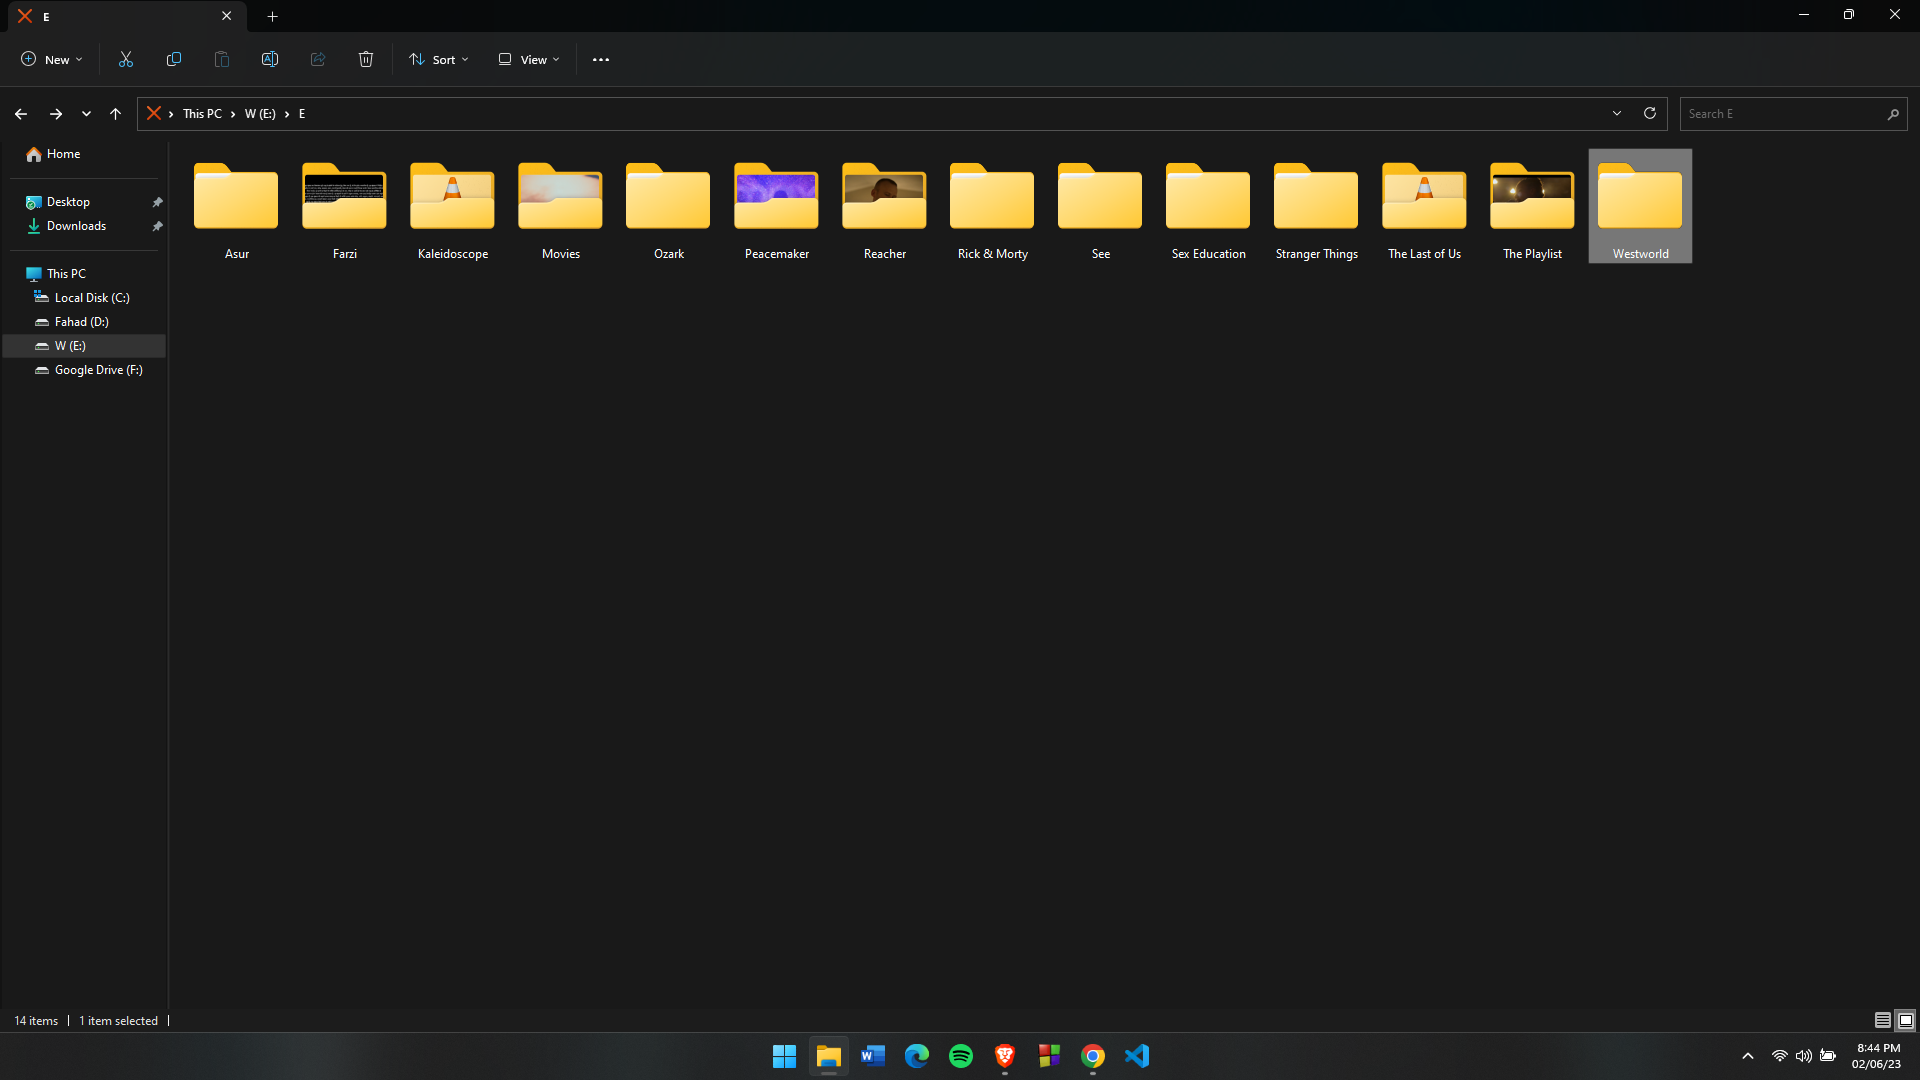 E
New
Sort
View
This PC
W (E:)
E
Search E
Home
Desktop
Downloads
This PC
Local Disk (C:)
Fahad (D:)
W (E:)
Google Drive (F:)
Asur
Farzi
Kaleidoscope
Movies
Ozark
Peacemaker
Reacher
Rick & Morty
See
Sex Education
Stranger Things
The Last of Us
The Playlist
Westworld
14 items
1 item selected
8:44 PM
02/06/23